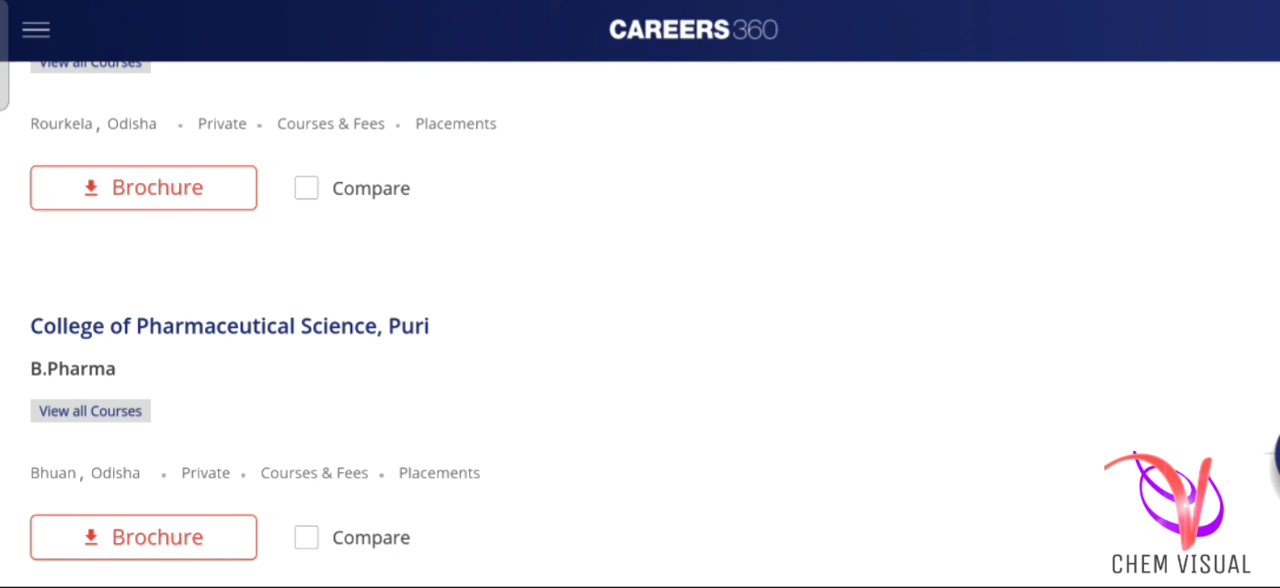 CAREERS360
View all Courses
Rourkela , Odisha • Private • Courses & Fees • Placements
Brochure Compare
College of Pharmaceutical Science, Puri
B.Pharma
View all Courses
Bhuan , Odisha • Private • Courses & Fees • Placements
Brochure Compare
CHEM VISUAL